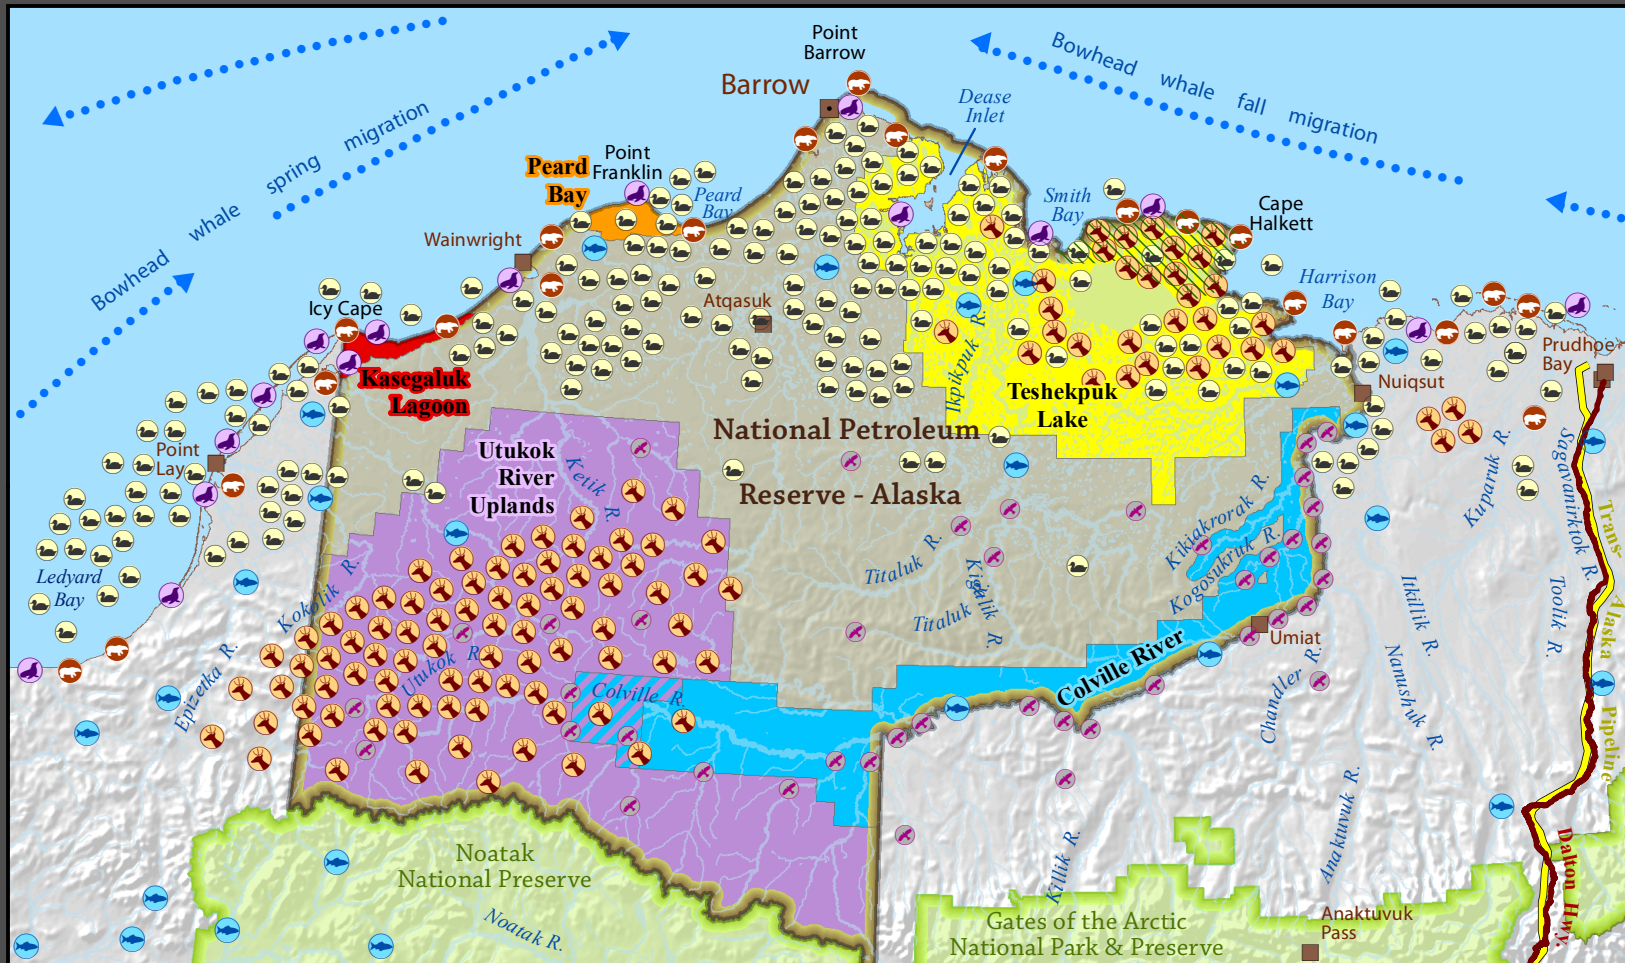 Point
Barrow
Barrow
Bowhead whale fall migration
Dease
Inlet
Bowhead whale spring migration
Point
Franklin
Peard
Bay
Peard
Bay
Smith
Bay
Cape
Halkett
Wainwright
Harrison
Bay
Icy Cape
Atqasuk
Ikpikpuk R.
Prudhoe
Bay
Kasegaluk
Lagoon
Teshekpuk
Lake
Nuiqsut
National Petroleum
Reserve - Alaska
Utukok
River
Uplands
Ketik R.
Point
Lay
Kuparuk R.
Sagavanirktok R.
Trans-Alaska Pipeline
Kikiakrorak R.
Kogosukruk R.
Titaluk R.
Kigalik R.
Titaluk
Ledyard
Bay
Kokolik R.
Ikillik R.
Toolik R.
Umiat
Epizetka R.
Utukok R.
Colville R.
Colville River
Chandler R.
Nanushuk R.
Anaktuvuk R.
Killik R.
Dalton Hwy.
Noatak
National Preserve
Noatak R.
Gates of the Arctic
National Park & Preserve
Anaktuvuk
Pass